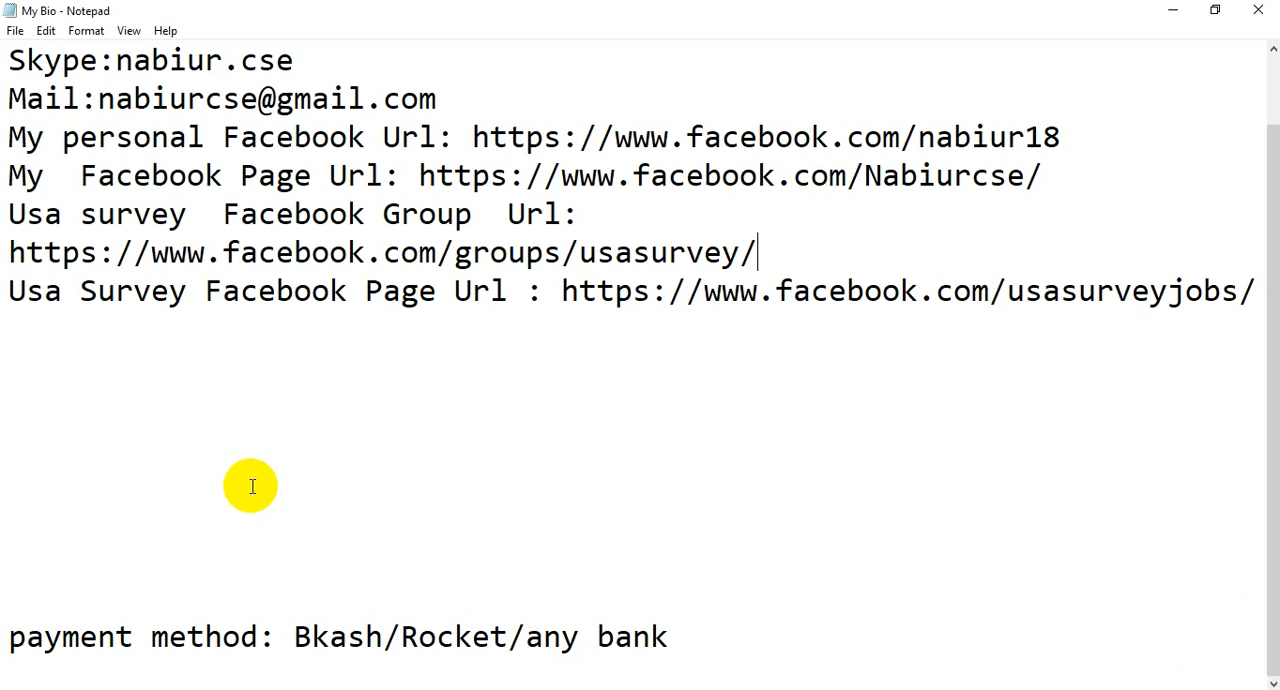 My Bio - Notepad
File Edit Format View Help
Skype:nabiur.cse
Mail:nabiurcse@gmail.com
My personal Facebook Url: https://www.facebook.com/nabiur18
My  Facebook Page Url: https://www.facebook.com/Nabiurcse/
Usa survey  Facebook Group  Url:
https://www.facebook.com/groups/usasurvey/
Usa Survey Facebook Page Url : https://www.facebook.com/usasurveyjobs/
payment method: Bkash/Rocket/any bank